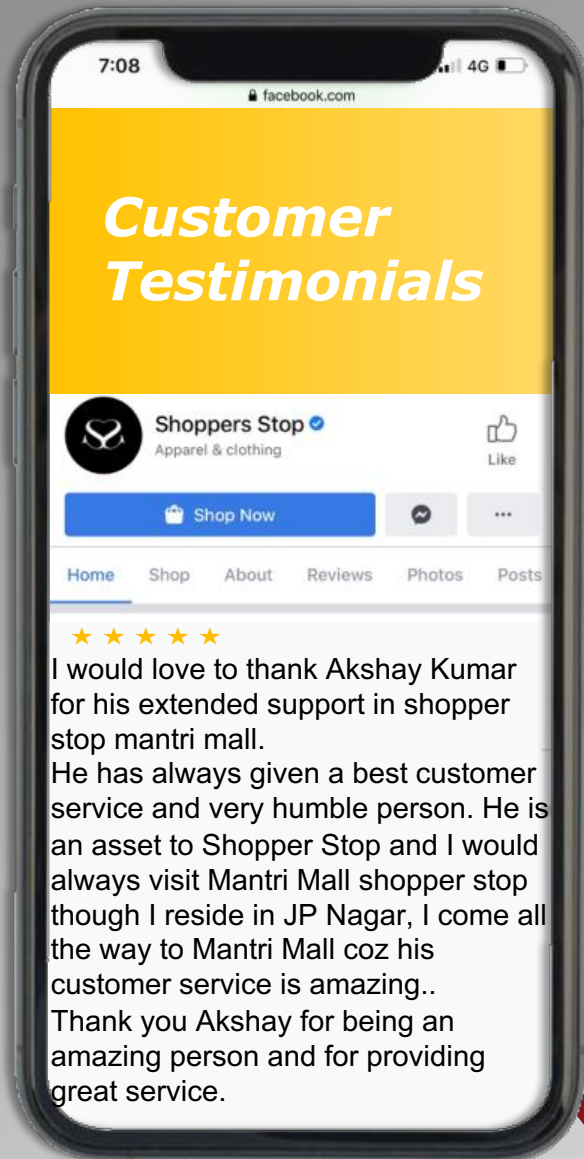 7:08
4G
facebook.com
Customer
Testimonials
Shoppers Stop
Apparel & clothing
Like
Shop Now
...
Home Shop About Reviews Photos Posts
★ ★ ★ ★ ★
I would love to thank Akshay Kumar
for his extended support in shopper
stop mantri mall.
He has always given a best customer
service and very humble person. He is
an asset to Shopper Stop and I would
always visit Mantri Mall shopper stop
though I reside in JP Nagar, I come all
the way to Mantri Mall coz his
customer service is amazing..
Thank you Akshay for being an
amazing person and for providing
great service.